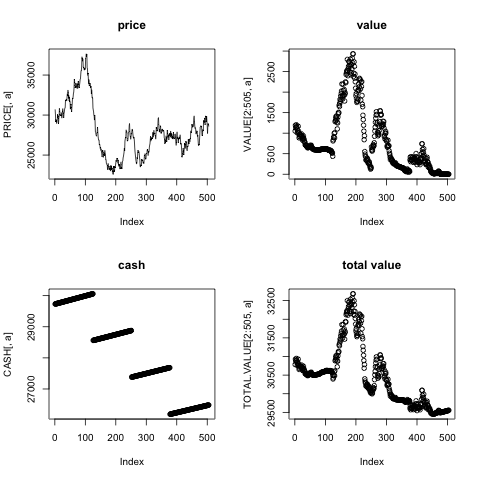 price
PRICE[, a]
25000 30000 35000
0 100 200 300 400 500
Index
value
VALUE[2:505, a]
0 500 1500 2500
0 100 200 300 400 500
Index
cash
CASH[, a]
27000 29000
0 100 200 300 400 500
Index
total value
TOTAL.VALUE[2:505, a]
29500 30500 31500 32500
0 100 200 300 400 500
Index